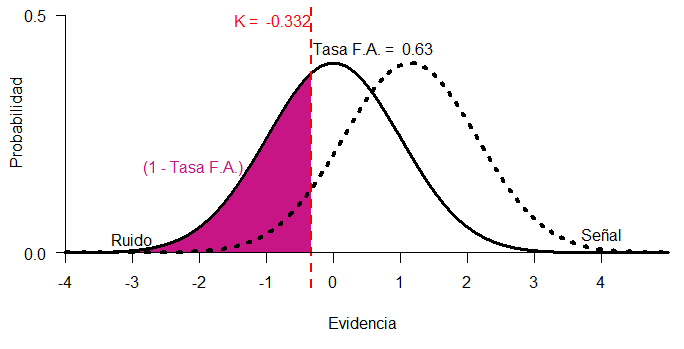 0.5
K =  -0.332
Tasa F.A. =  0.63
Probabilidad
(1 - Tasa F.A.)
Ruido
Señal
0.0
-4
-3
-2
-1
0
1
2
3
4
Evidencia